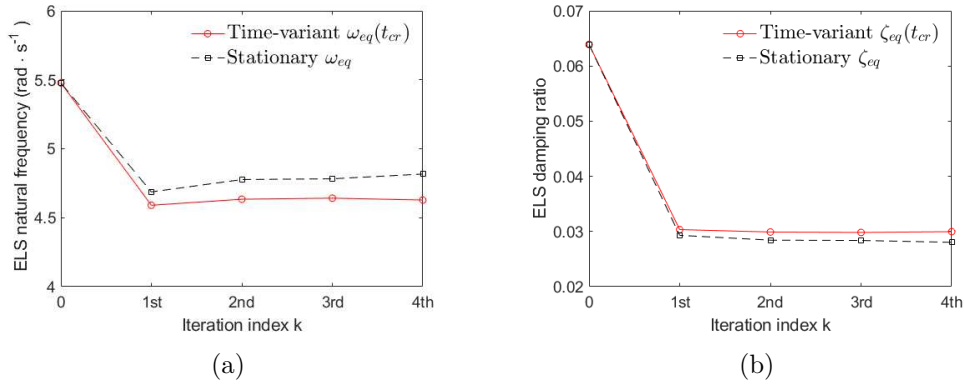 6
5.5
5
4.5
4
ELS natural frequency (rad · s⁻¹)
Time-variant ω_eq(t_cr)
Stationary ω_eq
0 1st 2nd 3rd 4th
Iteration index k
(a)
0.07
0.06
0.05
0.04
0.03
0.02
ELS damping ratio
Time-variant ζ_eq(t_cr)
Stationary ζ_eq
0 1st 2nd 3rd 4th
Iteration index k
(b)